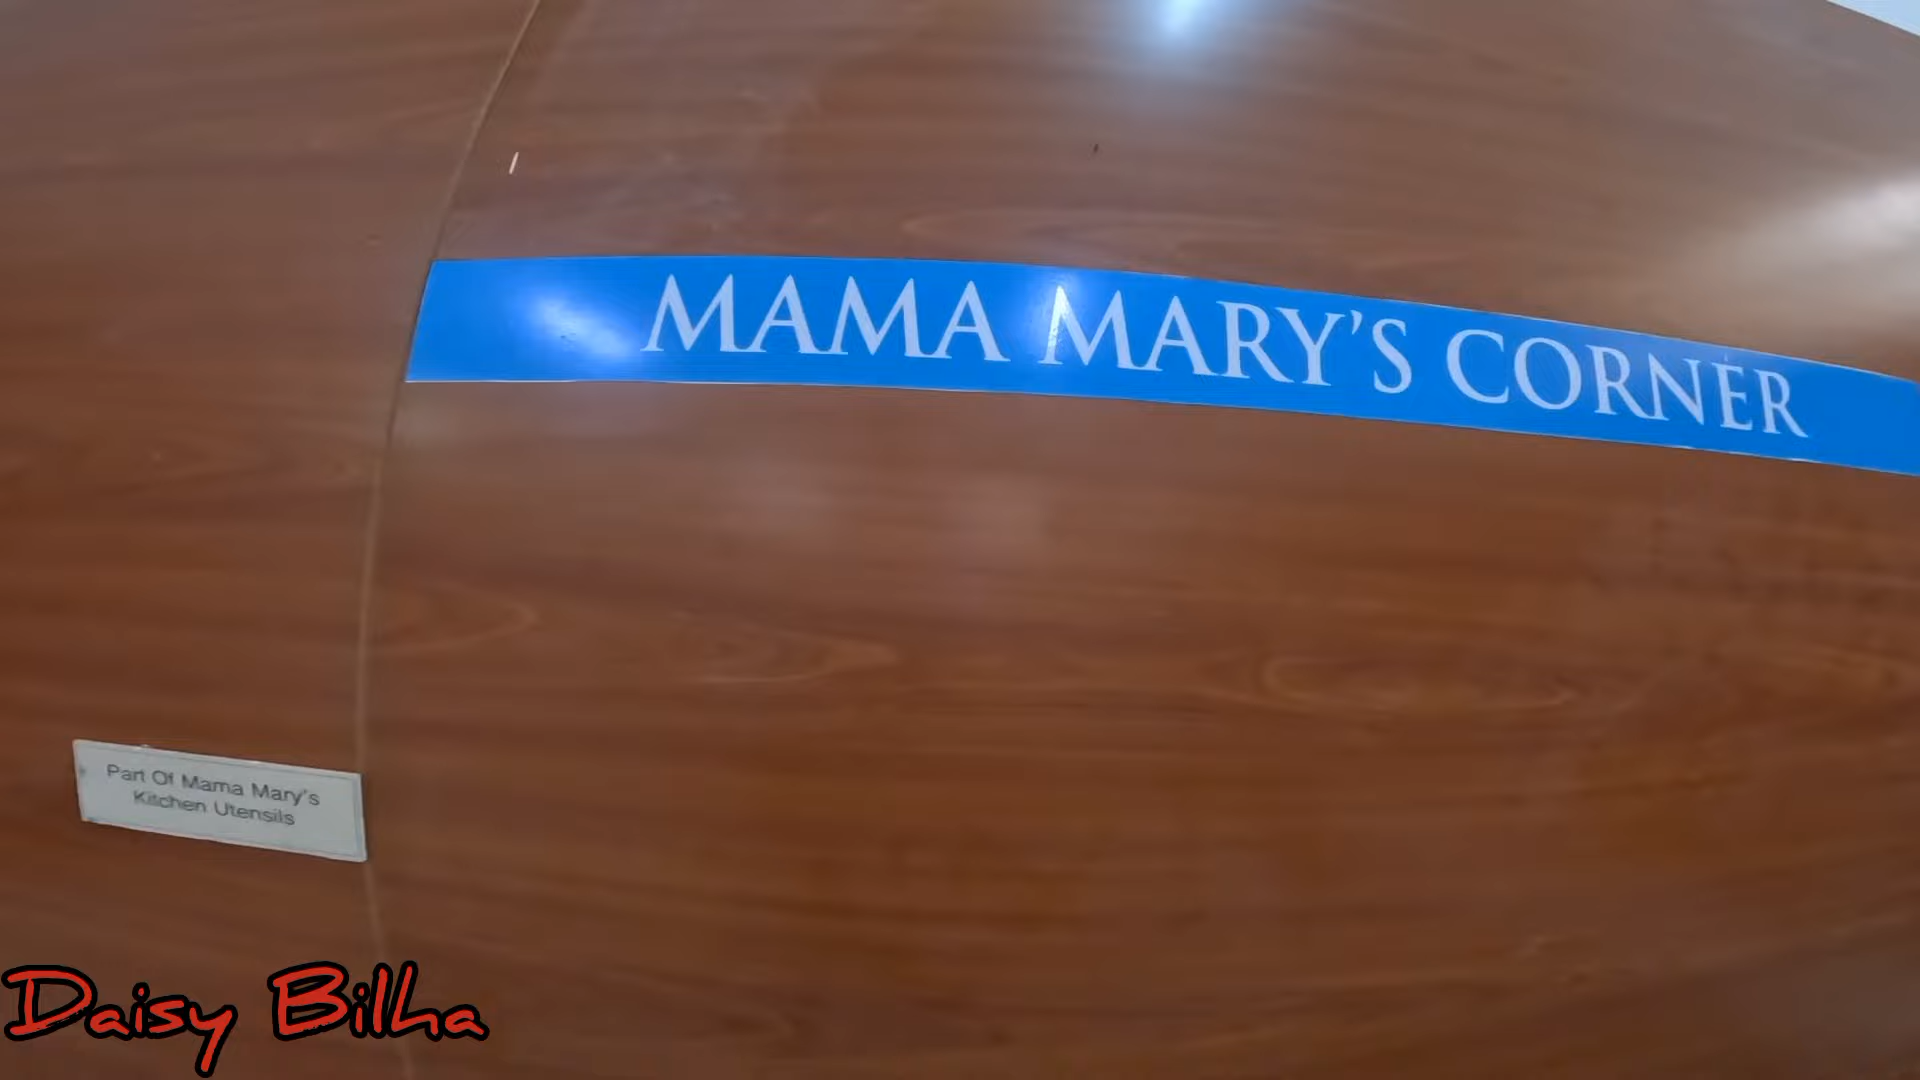 MAMA MARY'S CORNER
Part Of Mama Mary's
Kitchen Utensils
Daisy Bilha